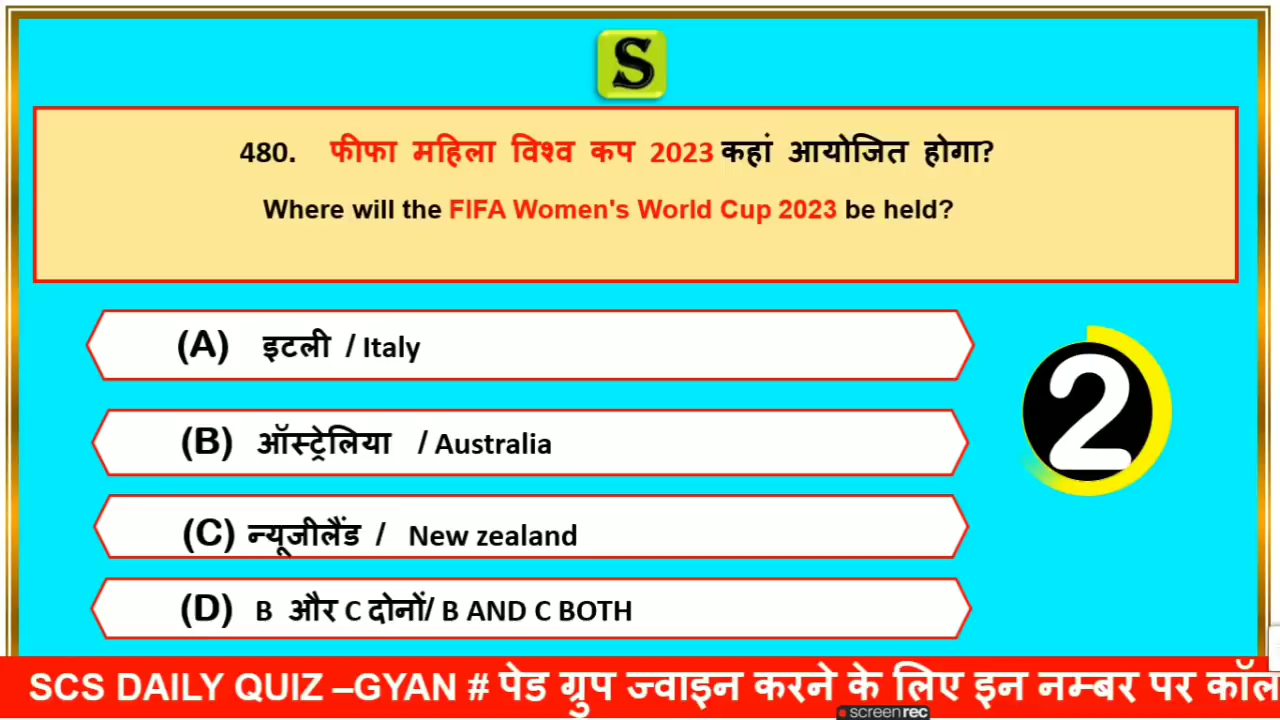 S
480. फीफा महिला विश्व कप 2023 कहां आयोजित होगा?
Where will the FIFA Women's World Cup 2023 be held?
(A) इटली / Italy
(B) ऑस्ट्रेलिया / Australia
2
(C) न्यूजीलैंड / New zealand
(D) B और C दोनों/ B AND C BOTH
SCS DAILY QUIZ –GYAN # पेड ग्रुप ज्वाइन करने के लिए इन नम्बर पर कॉल
screenrec